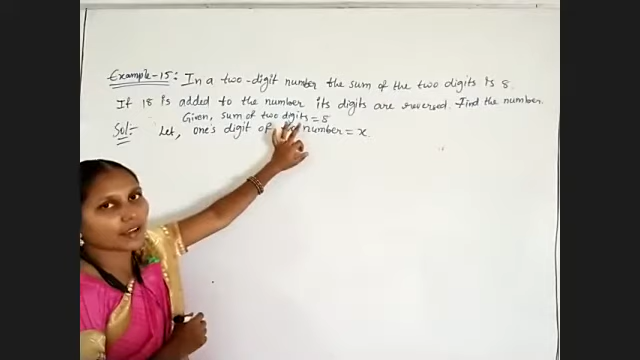 Example-15: In a two-digit number the sum of the two digits is 8.
If 18 is added to the number its digits are reversed. Find the number.
Given, sum of two digits = 8
Sol:- Let, one's digit of number = x.